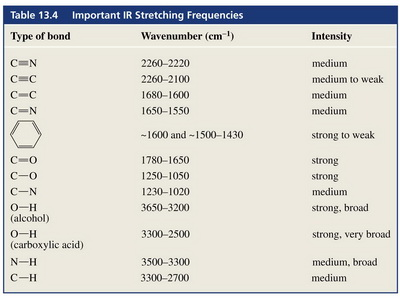 Table 13.4 Important IR Stretching Frequencies
Type of bond Wavenumber (cm⁻¹) Intensity
C≡N 2260–2220 medium
C≡C 2260–2100 medium to weak
C=C 1680–1600 medium
C=N 1650–1550 medium
~1600 and ~1500–1430 strong to weak
C=O 1780–1650 strong
C—O 1250–1050 strong
C—N 1230–1020 medium
O—H 3650–3200 strong, broad
(alcohol)
O—H 3300–2500 strong, very broad
(carboxylic acid)
N—H 3500–3300 medium, broad
C—H 3300–2700 medium